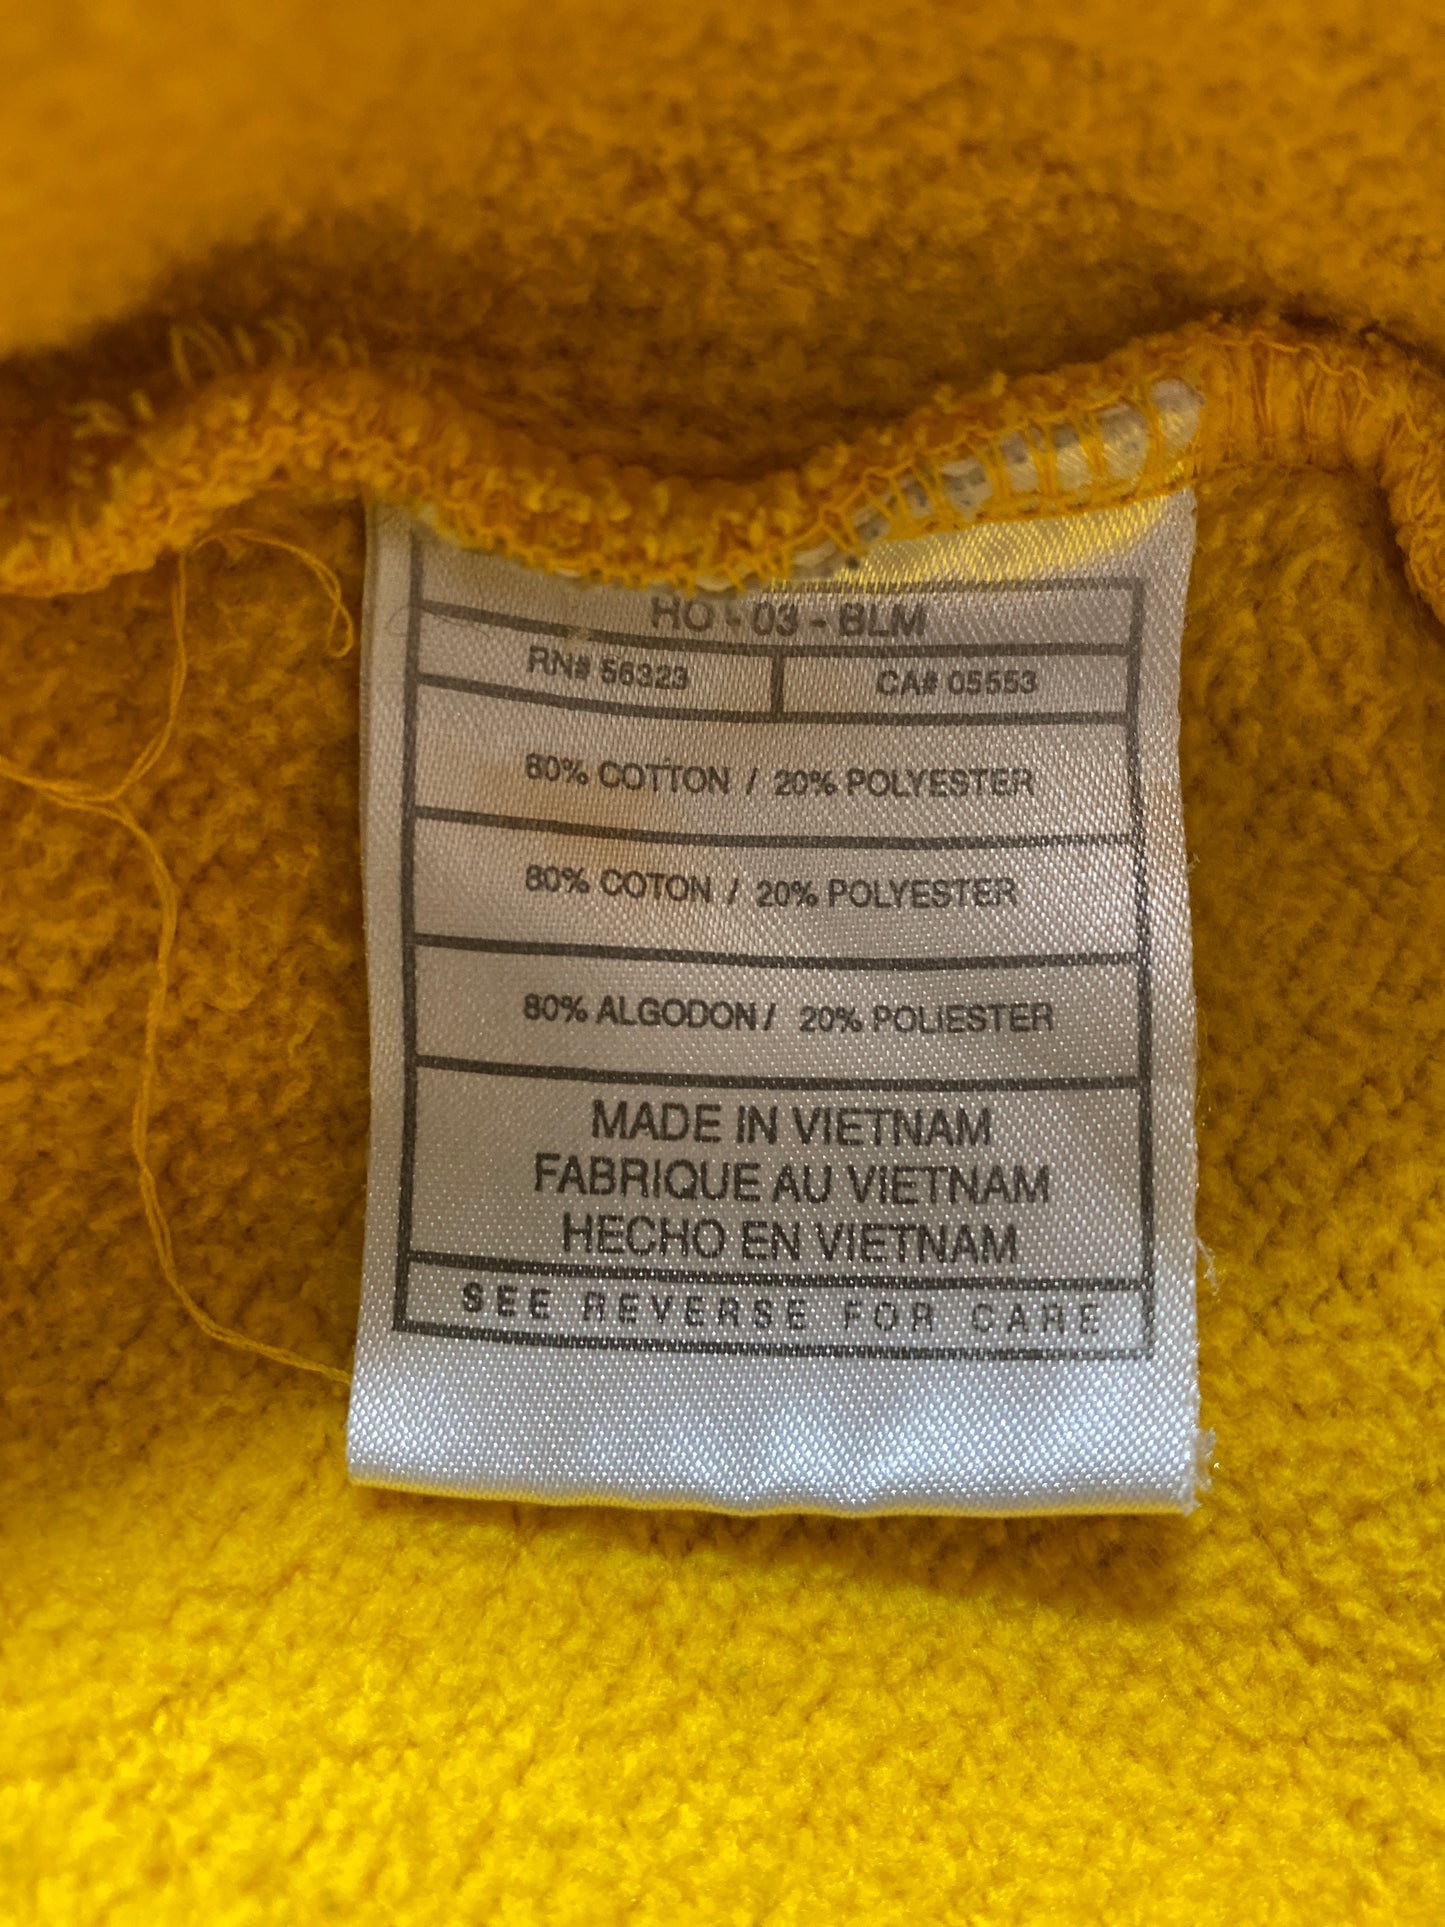 HO - 03 - BLM
RN# 56323 CA# 05553
80% COTTON / 20% POLYESTER
80% COTON / 20% POLYESTER
80% ALGODON / 20% POLIESTER
MADE IN VIETNAM
FABRIQUE AU VIETNAM
HECHO EN VIETNAM
SEE REVERSE FOR CARE